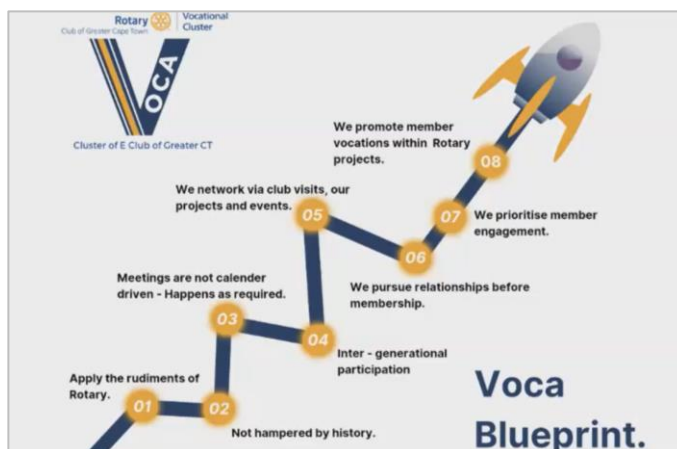 Rotary
Club of Greater Cape Town
Vocational
Cluster
VOCA
Cluster of E Club of Greater CT
We promote member
vocations within Rotary
projects.
08
We network via club visits, our
projects and events.
05
07
We prioritise member
engagement.
06
We pursue relationships before
membership.
Meetings are not calender
driven - Happens as required.
03
04
Inter - generational
participation
Apply the rudiments of
Rotary.
01
02
Not hampered by history.
Voca
Blueprint.